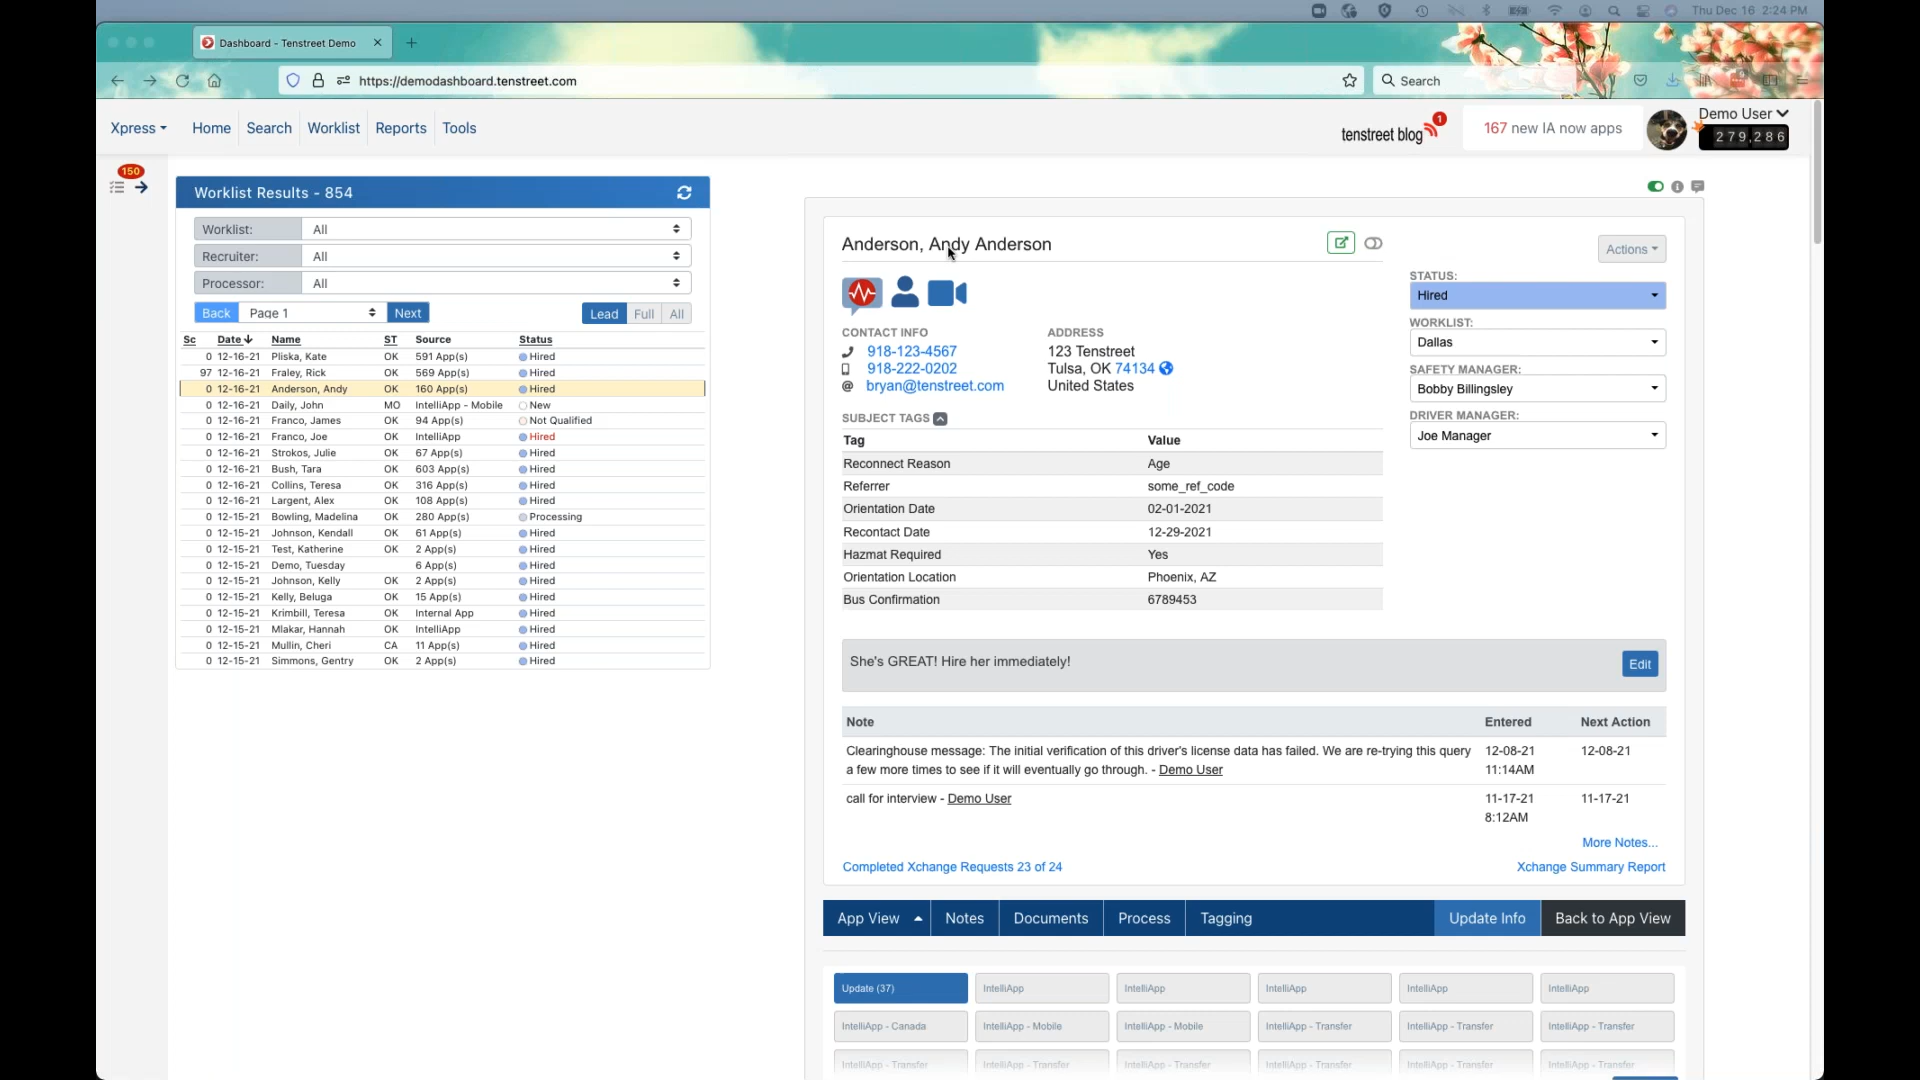 Thu Dec 16 2:24 PM
Dashboard - Tenstreet Demo
https://demodashboard.tenstreet.com
Search
Xpress
Home
Search
Worklist
Reports
Tools
tenstreet blog
1
167 new IA now apps
Demo User
279,286
150
Worklist Results - 854
Worklist: All
Recruiter: All
Processor: All
Back Page 1 Next Lead Full All
Sc Date Name ST Source Status
0 12-16-21 Pliska, Kate OK 591 App(s) Hired
97 12-16-21 Fraley, Rick OK 569 App(s) Hired
0 12-16-21 Anderson, Andy OK 160 App(s) Hired
0 12-16-21 Daily, John MO IntelliApp - Mobile New
0 12-16-21 Franco, James OK 94 App(s) Not Qualified
0 12-16-21 Franco, Joe OK IntelliApp Hired
0 12-16-21 Strokos, Julie OK 67 App(s) Hired
0 12-16-21 Bush, Tara OK 603 App(s) Hired
0 12-16-21 Collins, Teresa OK 316 App(s) Hired
0 12-16-21 Largent, Alex OK 108 App(s) Hired
0 12-15-21 Bowling, Madelina OK 280 App(s) Processing
0 12-15-21 Johnson, Kendall OK 61 App(s) Hired
0 12-15-21 Test, Katherine OK 2 App(s) Hired
0 12-15-21 Demo, Tuesday 6 App(s) Hired
0 12-15-21 Johnson, Kelly OK 2 App(s) Hired
0 12-15-21 Kelly, Beluga OK 15 App(s) Hired
0 12-15-21 Krimbill, Teresa OK Internal App Hired
0 12-15-21 Mlakar, Hannah OK IntelliApp Hired
0 12-15-21 Mullin, Cheri CA 11 App(s) Hired
0 12-15-21 Simmons, Gentry OK 2 App(s) Hired
Anderson, Andy Anderson
Actions
CONTACT INFO
918-123-4567
918-222-0202
@ bryan@tenstreet.com
ADDRESS
123 Tenstreet
Tulsa, OK 74134
United States
STATUS:
Hired
WORKLIST:
Dallas
SAFETY MANAGER:
Bobby Billingsley
DRIVER MANAGER:
Joe Manager
SUBJECT TAGS
Tag Value
Reconnect Reason Age
Referrer some_ref_code
Orientation Date 02-01-2021
Recontact Date 12-29-2021
Hazmat Required Yes
Orientation Location Phoenix, AZ
Bus Confirmation 6789453
She's GREAT! Hire her immediately!
Edit
Note Entered Next Action
Clearinghouse message: The initial verification of this driver's license data has failed. We are re-trying this query 12-08-21 12-08-21
a few more times to see if it will eventually go through. - Demo User 11:14AM
call for interview - Demo User 11-17-21 11-17-21
8:12AM
More Notes...
Completed Xchange Requests 23 of 24 Xchange Summary Report
App View Notes Documents Process Tagging Update Info Back to App View
Update (37) IntelliApp IntelliApp IntelliApp IntelliApp IntelliApp
IntelliApp - Canada IntelliApp - Mobile IntelliApp - Mobile IntelliApp - Transfer IntelliApp - Transfer IntelliApp - Transfer
IntelliApp - Transfer IntelliApp - Transfer IntelliApp - Transfer IntelliApp - Transfer IntelliApp - Transfer IntelliApp - Transfer